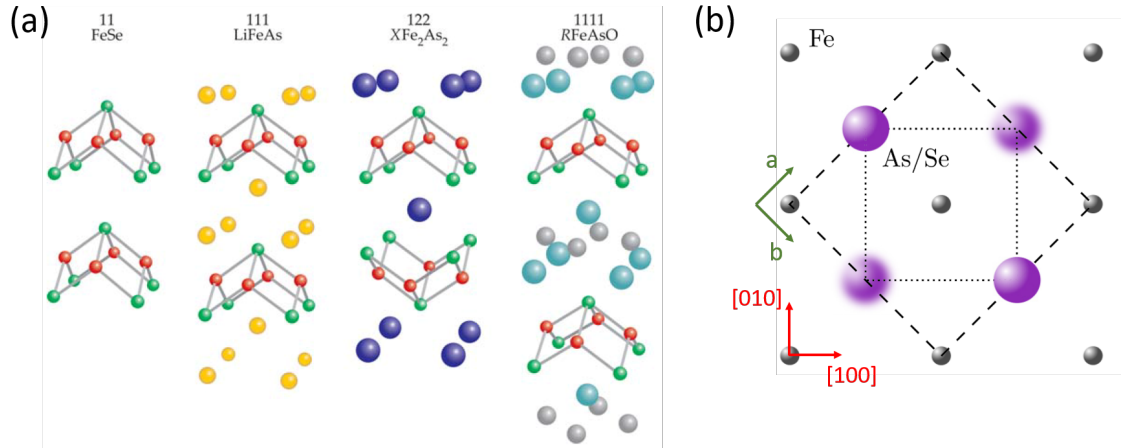 (a)
11
FeSe
111
LiFeAs
122
XFe₂As₂
1111
RFeAsO
(b)
Fe
As/Se
a
b
[010]
[100]